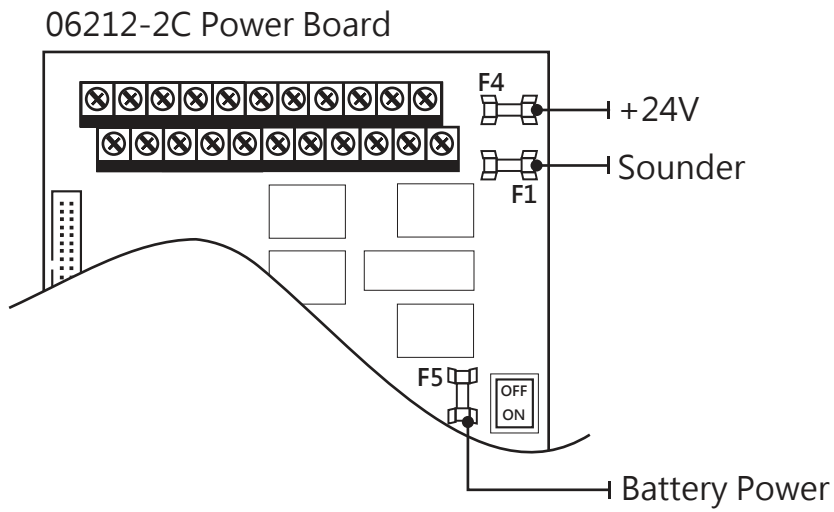 06212-2C Power Board
F4
+24V
Sounder
F1
F5
OFF
ON
Battery Power